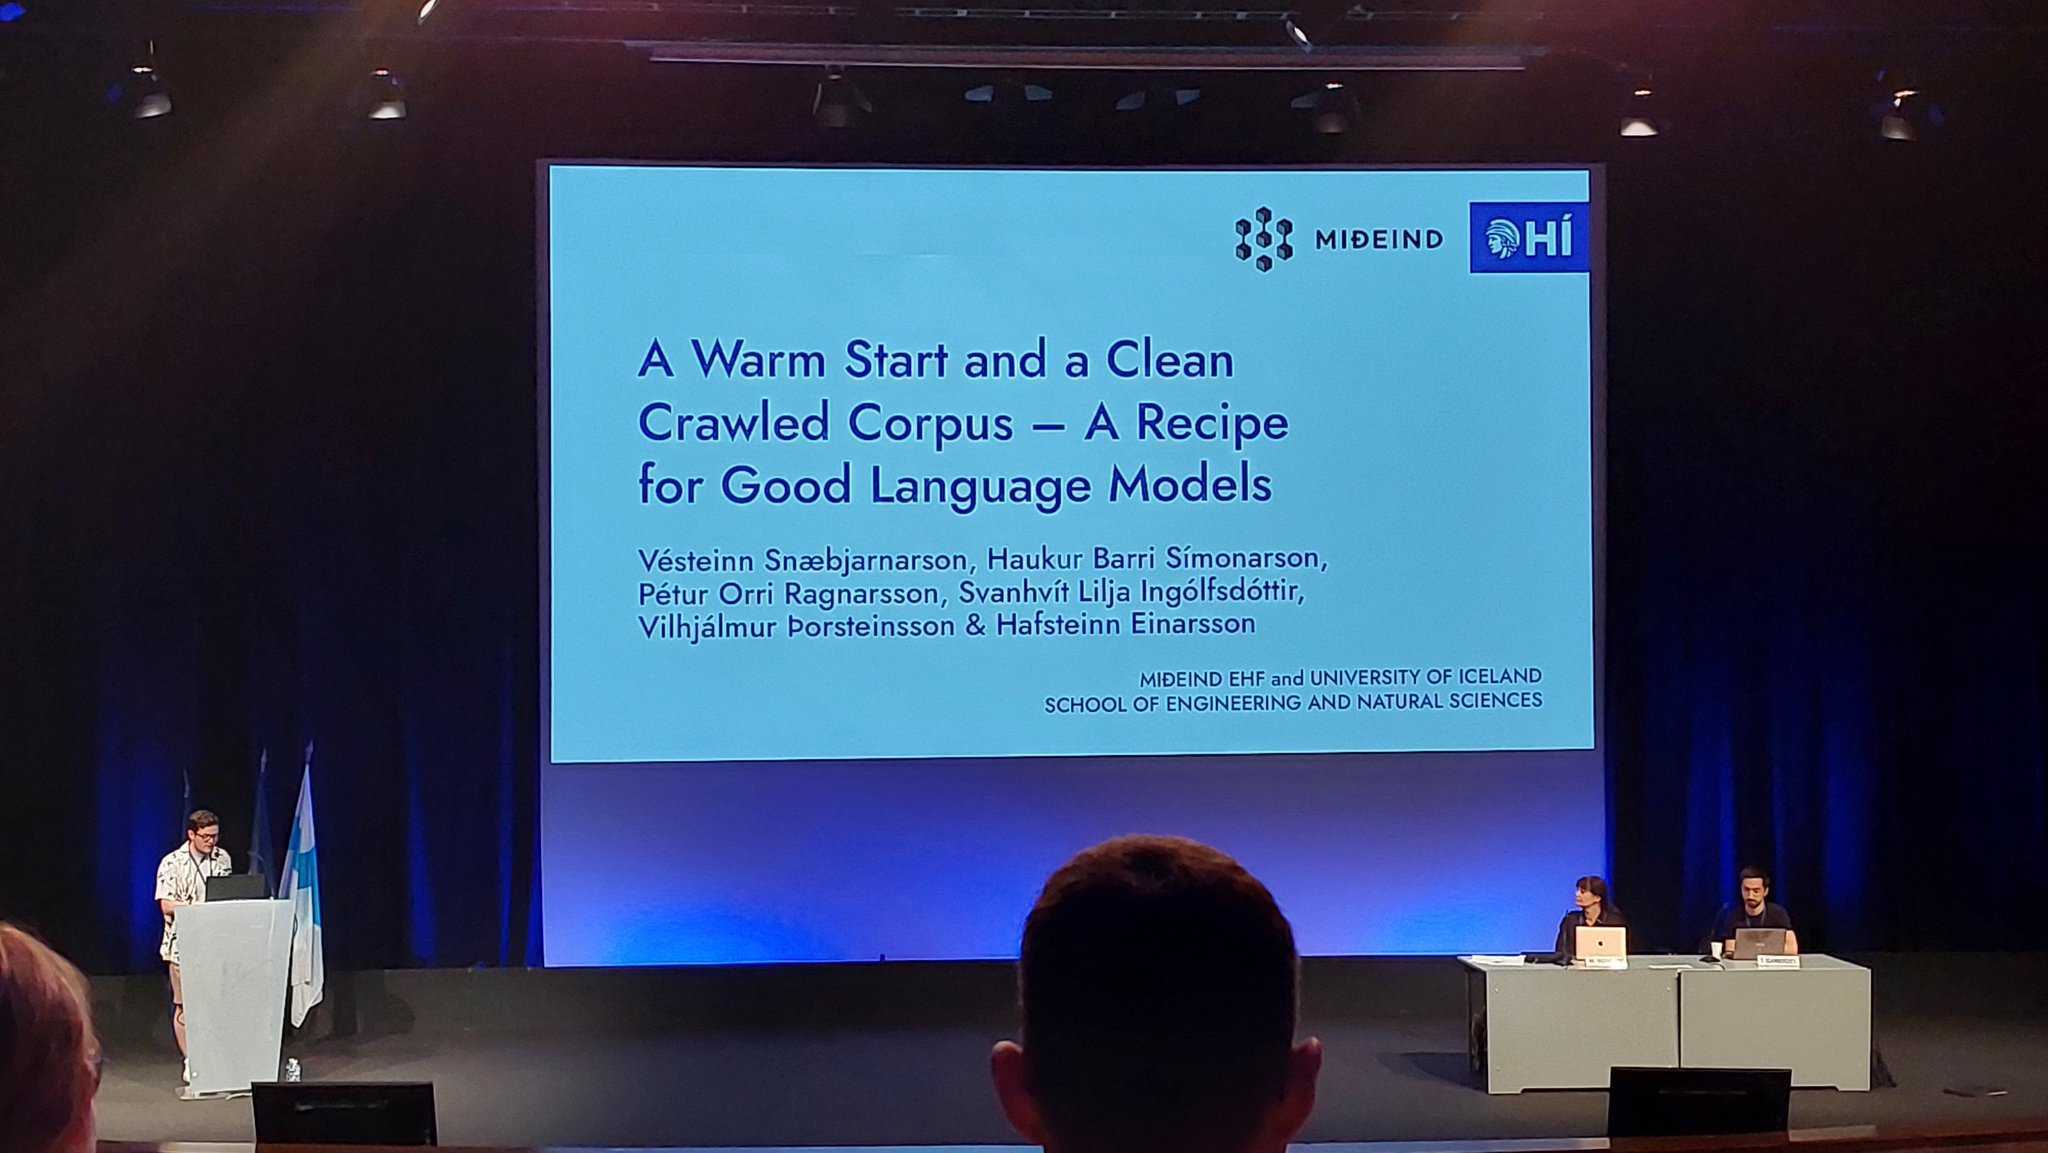 MIÐEIND
HÍ
A Warm Start and a Clean
Crawled Corpus – A Recipe
for Good Language Models
Vésteinn Snæbjarnarson, Haukur Barri Símonarson,
Pétur Orri Ragnarsson, Svanhvít Lilja Ingólfsdóttir,
Vilhjálmur Þorsteinsson & Hafsteinn Einarsson
MIÐEIND EHF and UNIVERSITY OF ICELAND
SCHOOL OF ENGINEERING AND NATURAL SCIENCES